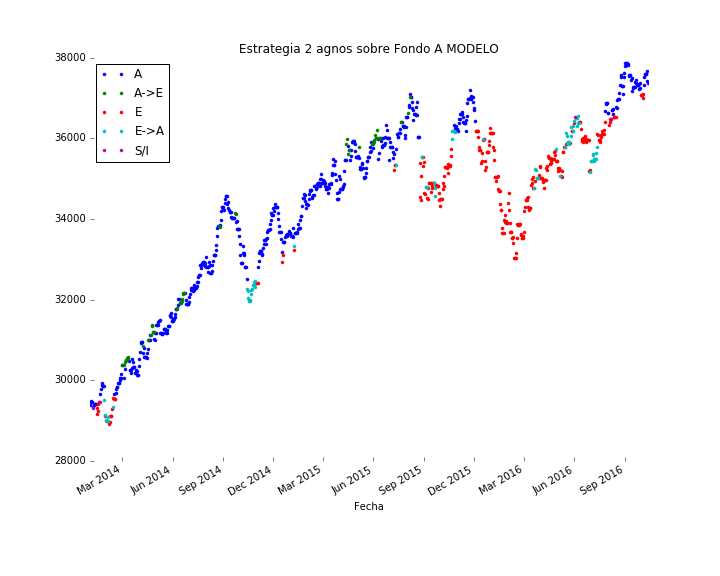 Estrategia 2 agnos sobre Fondo A MODELO
38000
36000
34000
32000
30000
28000
A
A->E
E
E->A
S/I
Mar 2014
Jun 2014
Sep 2014
Dec 2014
Mar 2015
Jun 2015
Sep 2015
Dec 2015
Mar 2016
Jun 2016
Sep 2016
Fecha